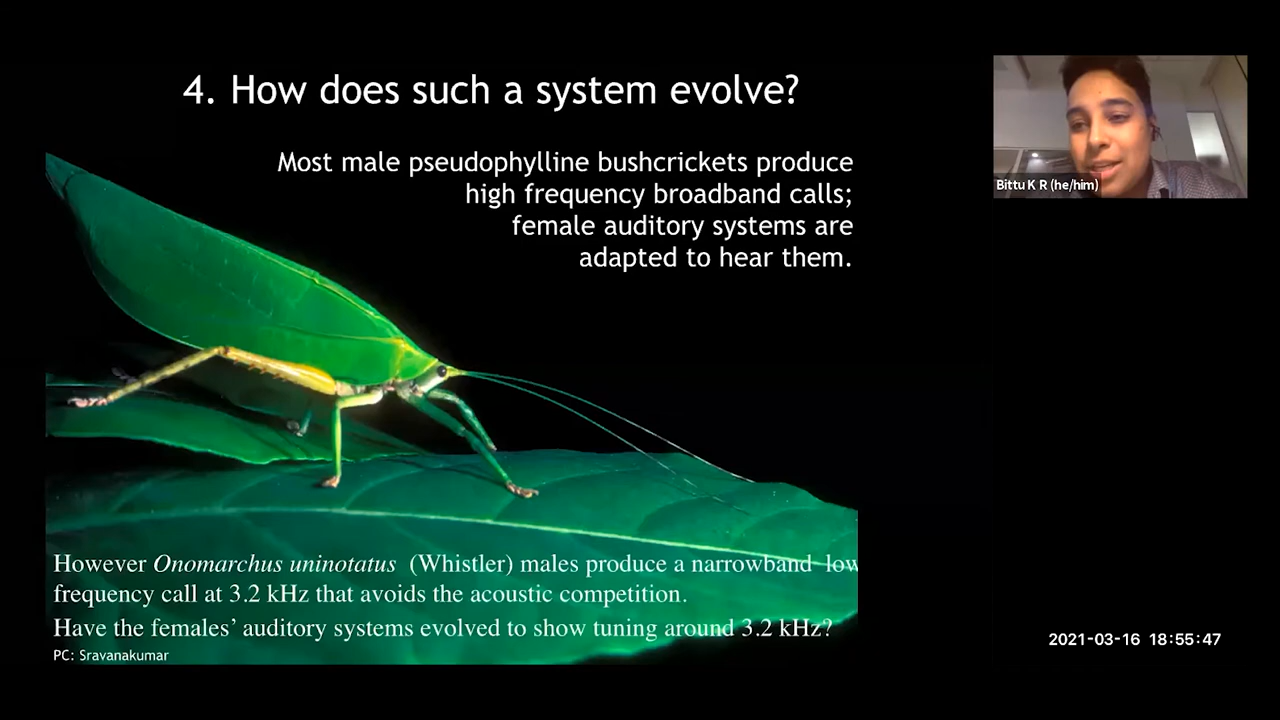 4. How does such a system evolve?
Most male pseudophylline bushcrickets produce
high frequency broadband calls;
female auditory systems are
adapted to hear them.
Bittu K R (he/him)
However Onomarchus uninotatus (Whistler) males produce a narrowband low
frequency call at 3.2 kHz that avoids the acoustic competition.
Have the females' auditory systems evolved to show tuning around 3.2 kHz?
PC: Sravanakumar
2021-03-16 18:55:47